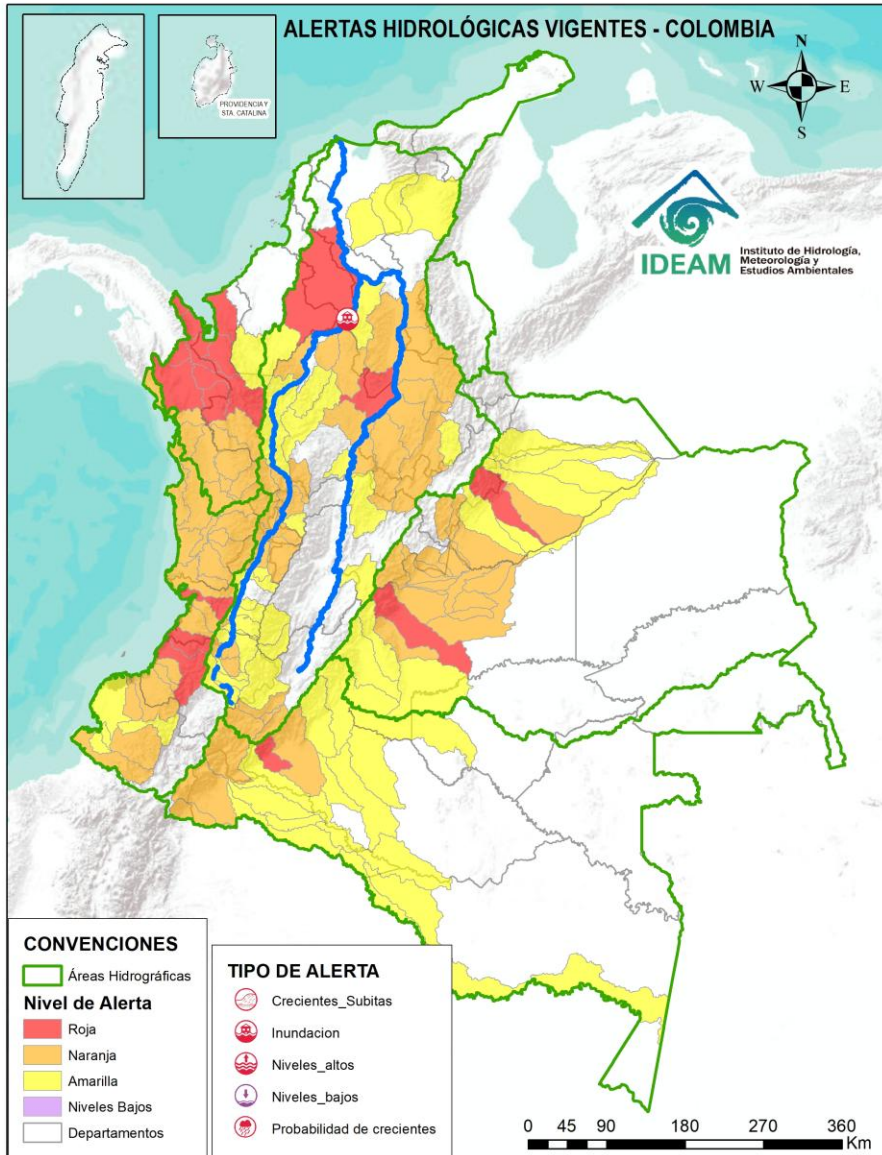 ALERTAS HIDROLÓGICAS VIGENTES - COLOMBIA
PROVIDENCIA Y
STA. CATALINA
N
W
E
S
IDEAM
Instituto de Hidrología,
Meteorología y
Estudios Ambientales
CONVENCIONES
Áreas Hidrográficas
Nivel de Alerta
Roja
Naranja
Amarilla
Niveles Bajos
Departamentos
TIPO DE ALERTA
Crecientes_Subitas
Inundacion
Niveles_altos
Niveles_bajos
Probabilidad de crecientes
0 45 90 180 270 360
Km